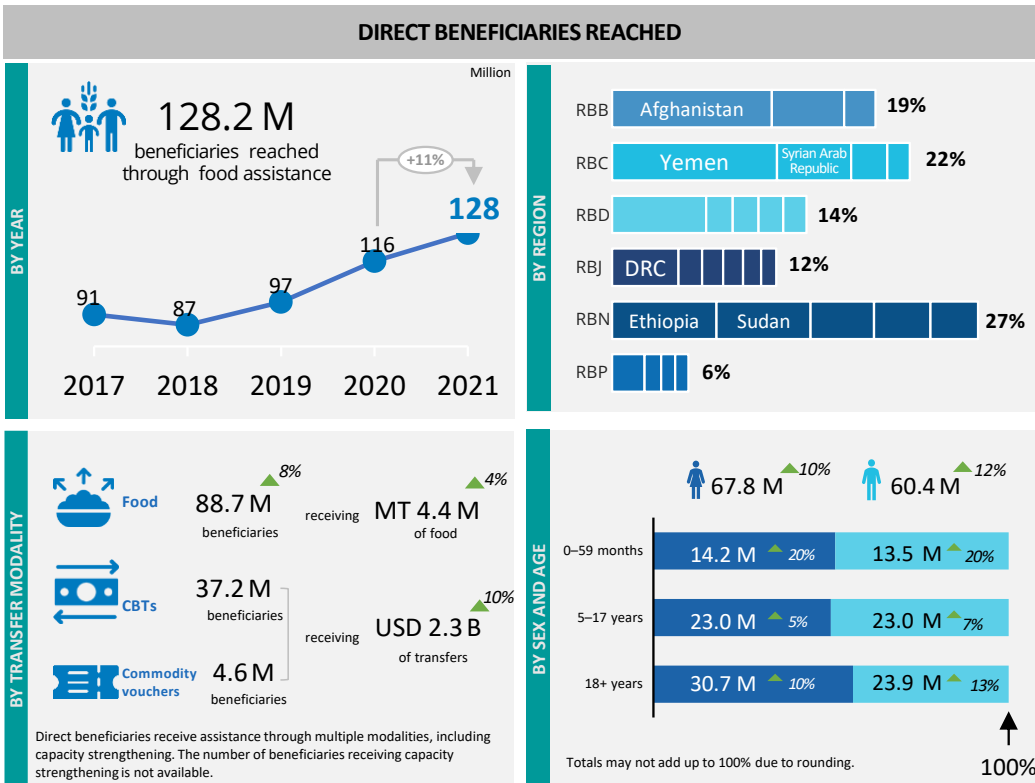 DIRECT BENEFICIARIES REACHED
BY YEAR
Million
128.2 M
beneficiaries reached
through food assistance
+11%
91
87
97
116
128
2017 2018 2019 2020 2021
BY REGION
RBB Afghanistan 19%
RBC Yemen Syrian Arab Republic 22%
RBD 14%
RBJ DRC 12%
RBN Ethiopia Sudan 27%
RBP 6%
BY TRANSFER MODALITY
Food
8%
88.7 M
beneficiaries
receiving
4%
MT 4.4 M
of food
CBTs
37.2 M
beneficiaries
receiving
10%
USD 2.3 B
of transfers
Commodity
vouchers
4.6 M
beneficiaries
Direct beneficiaries receive assistance through multiple modalities, including
capacity strengthening. The number of beneficiaries receiving capacity
strengthening is not available.
BY SEX AND AGE
67.8 M 10% 60.4 M 12%
0–59 months 14.2 M 20% 13.5 M 20%
5–17 years 23.0 M 5% 23.0 M 7%
18+ years 30.7 M 10% 23.9 M 13%
Totals may not add up to 100% due to rounding.
100%